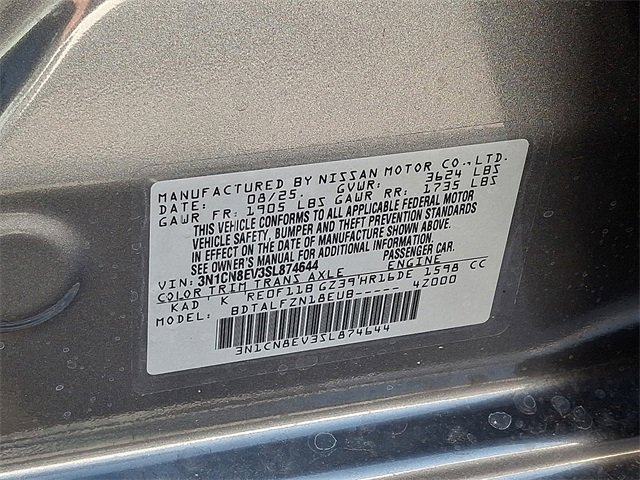 MANUFACTURED BY NISSAN MOTOR CO.,LTD.
DATE: 08/25, GVWR: 3624 LBS
GAWR FR: 1905 LBS GAWR RR: 1735 LBS
THIS VEHICLE CONFORMS TO ALL APPLICABLE FEDERAL MOTOR
VEHICLE SAFETY, BUMPER AND THEFT PREVENTION STANDARDS
IN EFFECT ON THE DATE OF MANUFACTURE SHOWN ABOVE.
SEE OWNER'S MANUAL FOR ADDITIONAL INFORMATION.
VIN: 3N1CN8EV3SL874644 PASSENGER CAR.
COLOR TRIM TRANS AXLE ENGINE
KAD K RE0F11B GZ39 HR16DE 1598 CC
MODEL: BDTALFZN18EUB----- 4Z000
3N1CN8EV3SL874644